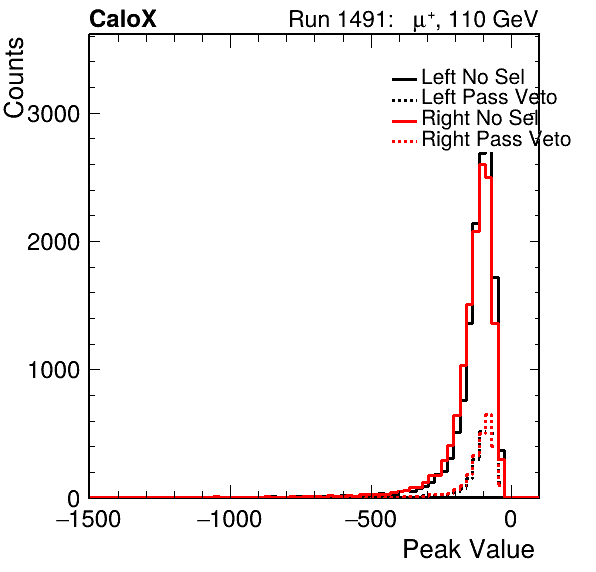 CaloX Run 1491: μ⁺, 110 GeV
Counts
Left No Sel
Left Pass Veto
Right No Sel
Right Pass Veto
3000
2000
1000
0
−1500 −1000 −500 0
Peak Value